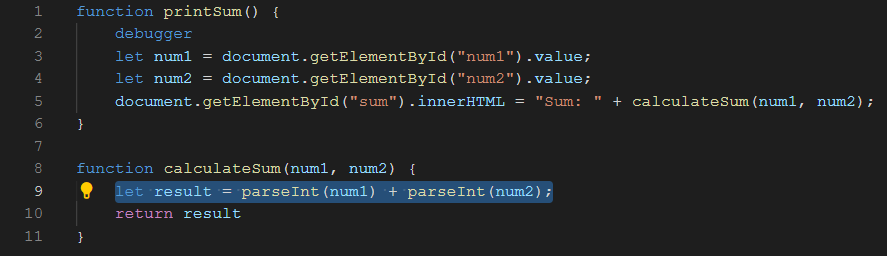 1 function printSum() {
2     debugger
3     let num1 = document.getElementById("num1").value;
4     let num2 = document.getElementById("num2").value;
5     document.getElementById("sum").innerHTML = "Sum: " + calculateSum(num1, num2);
6 }
7
8 function calculateSum(num1, num2) {
9     let result = parseInt(num1) + parseInt(num2);
10     return result
11 }